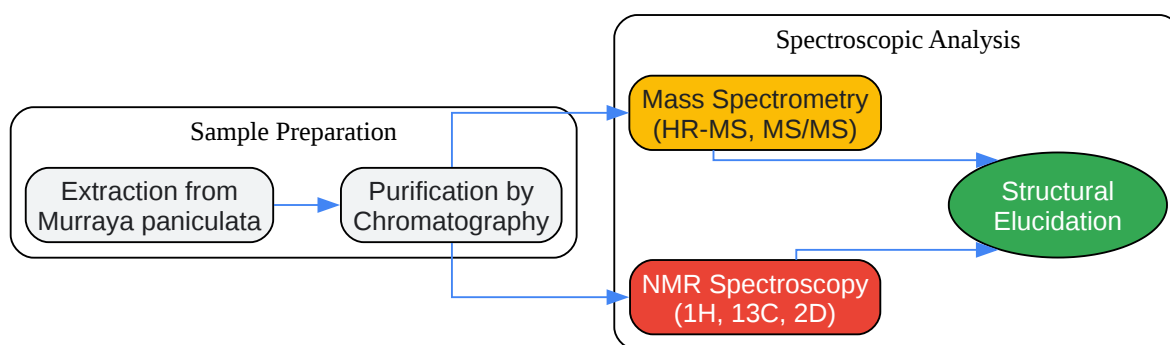 Sample Preparation
Extraction from
Murraya paniculata
Purification by
Chromatography
Spectroscopic Analysis
Mass Spectrometry
(HR-MS, MS/MS)
NMR Spectroscopy
(1H, 13C, 2D)
Structural
Elucidation